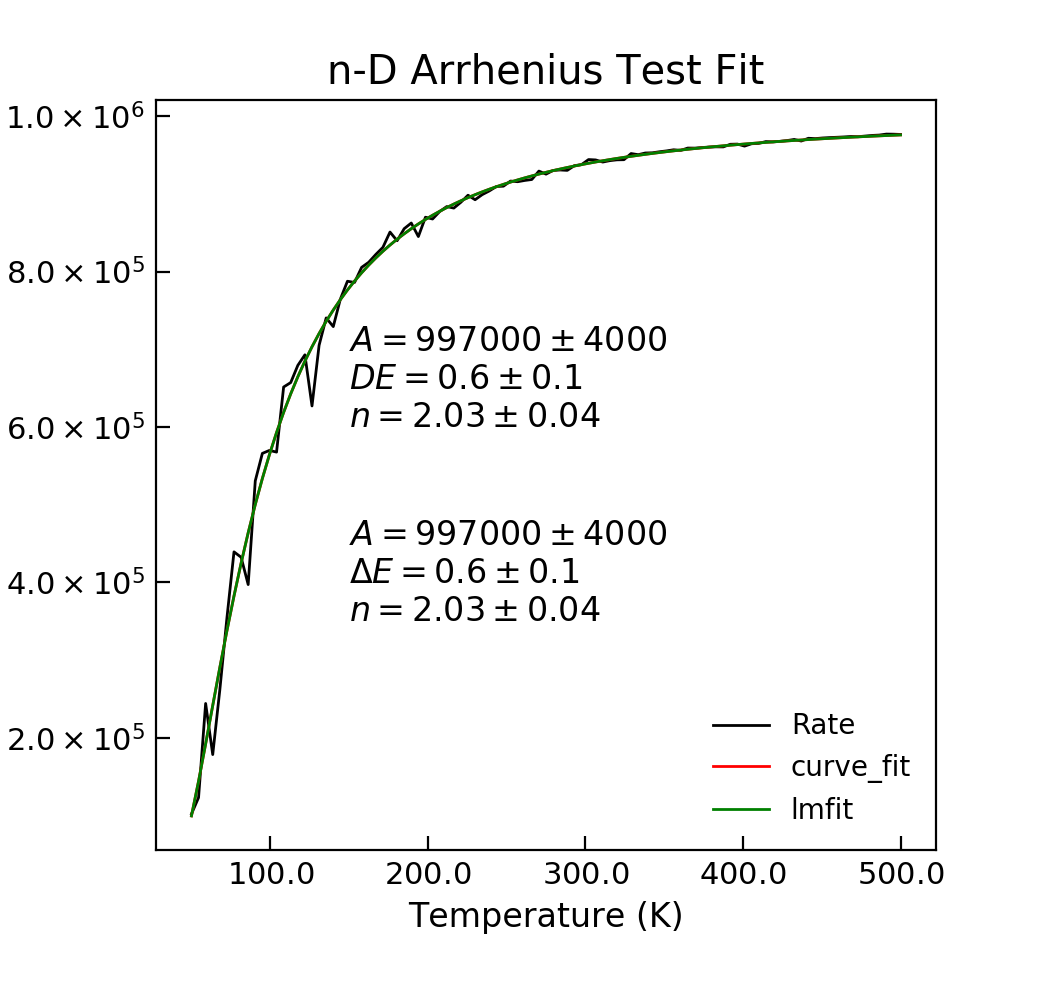 n-D Arrhenius Test Fit
1.0 × 10⁶
8.0 × 10⁵
6.0 × 10⁵
4.0 × 10⁵
2.0 × 10⁵
A = 997000 ± 4000
DE = 0.6 ± 0.1
n = 2.03 ± 0.04
A = 997000 ± 4000
ΔE = 0.6 ± 0.1
n = 2.03 ± 0.04
Rate
curve_fit
lmfit
100.0 200.0 300.0 400.0 500.0
Temperature (K)